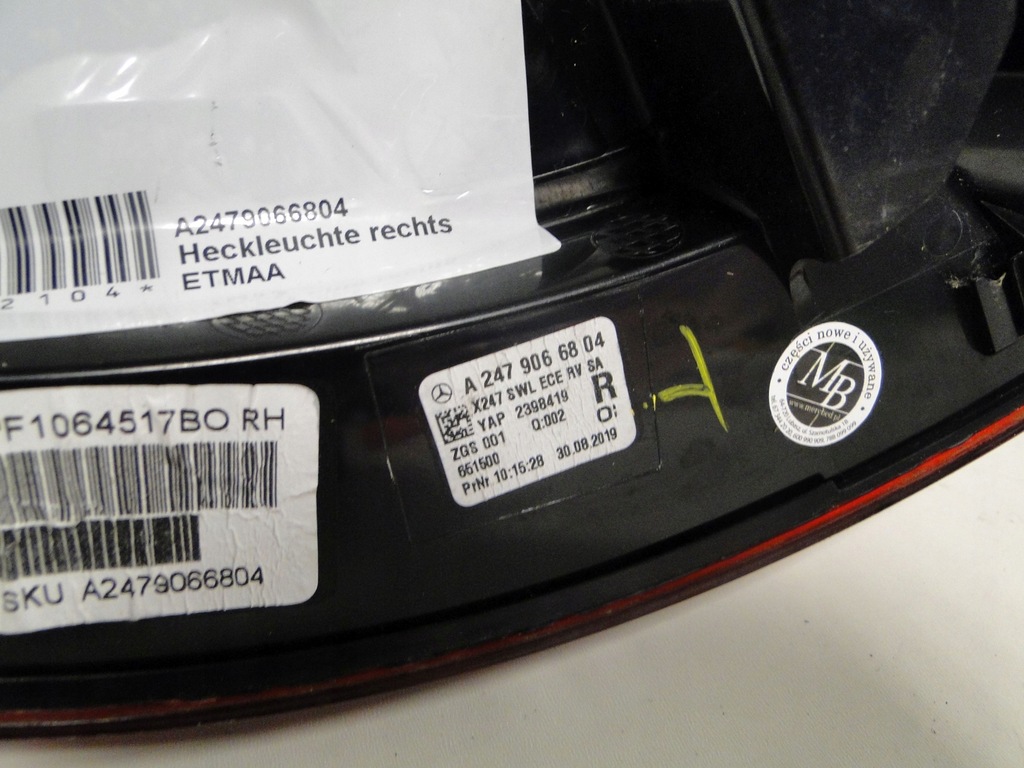 A2479066804
Heckleuchte rechts
ETMAA
2104*
A 247 906 68 04
X247 SWL ECE RV SA
YAP 2398419
R
ZGS 001 Q:002
O:
651500
PrNr 10:15:28 30.08.2019
PF1064517BO RH
SKU A2479066804
części nowe i używane
MB